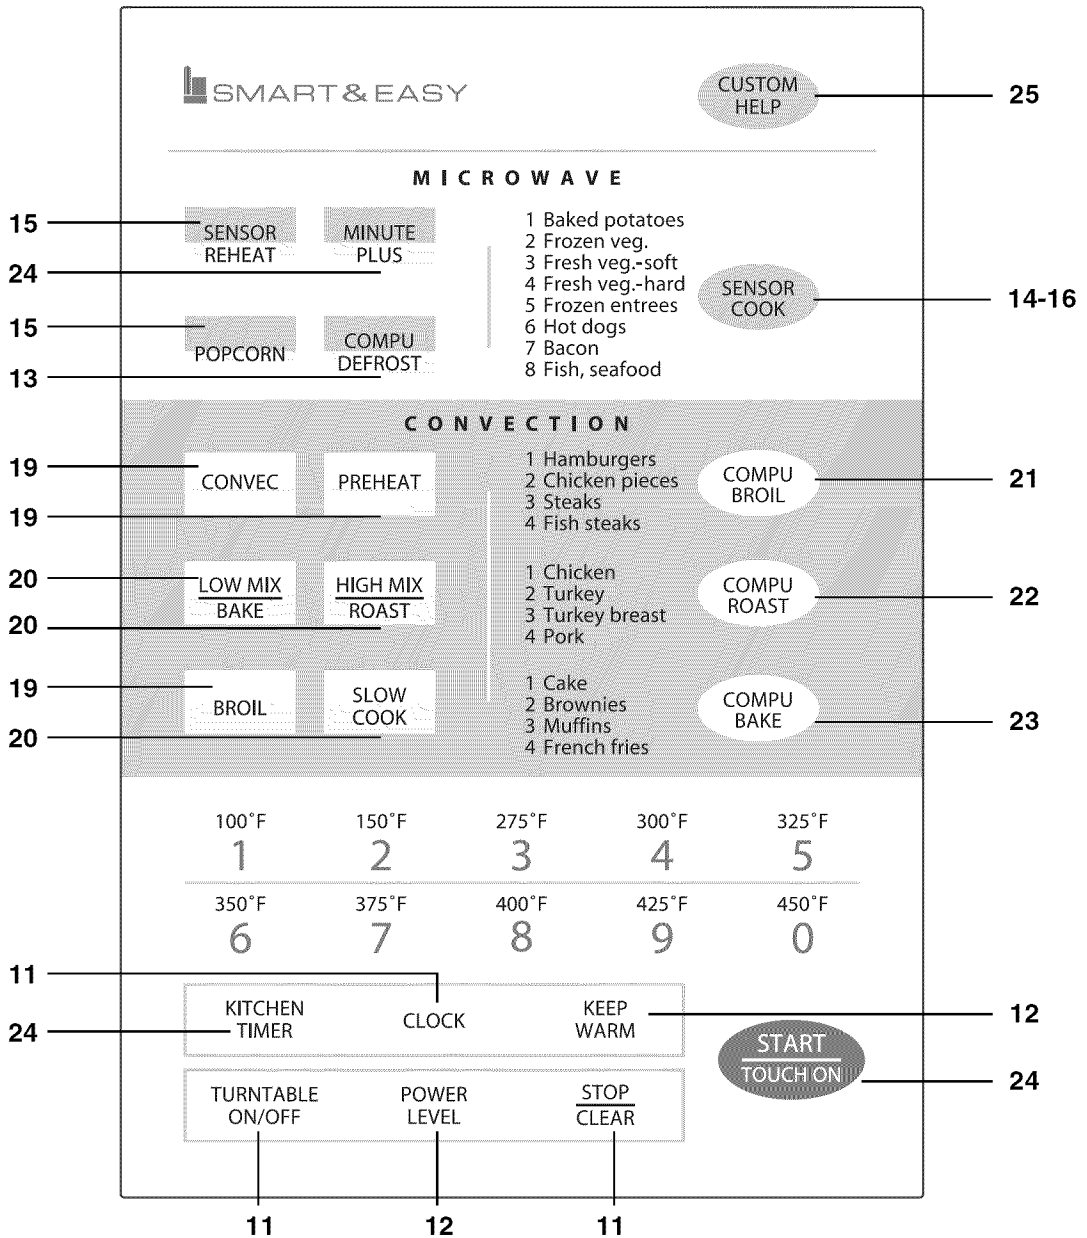 SMART & EASY
CUSTOM
HELP
25
MICROWAVE
15
SENSOR
REHEAT
MINUTE
PLUS
24
1 Baked potatoes
2 Frozen veg.
3 Fresh veg.-soft
4 Fresh veg.-hard
5 Frozen entrees
6 Hot dogs
7 Bacon
8 Fish, seafood
SENSOR
COOK
14-16
15
POPCORN
COMPU
DEFROST
13
CONVECTION
19
CONVEC
PREHEAT
19
1 Hamburgers
2 Chicken pieces
3 Steaks
4 Fish steaks
COMPU
BROIL
21
20
LOW MIX
BAKE
HIGH MIX
ROAST
20
1 Chicken
2 Turkey
3 Turkey breast
4 Pork
COMPU
ROAST
22
19
BROIL
SLOW
COOK
20
1 Cake
2 Brownies
3 Muffins
4 French fries
COMPU
BAKE
23
100˚F 150˚F 275˚F 300˚F 325˚F
1 2 3 4 5
350˚F 375˚F 400˚F 425˚F 450˚F
6 7 8 9 0
11
KITCHEN
TIMER
24
CLOCK
KEEP
WARM
12
START
TOUCH ON
24
TURNTABLE
ON/OFF
POWER
LEVEL
STOP
CLEAR
11 12 11